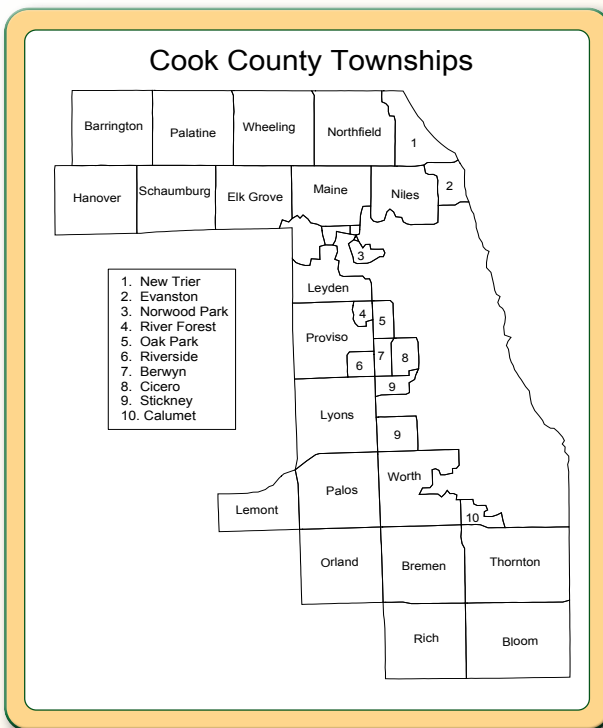 Cook County Townships
Barrington
Palatine
Wheeling
Northfield
1
Hanover
Schaumburg
Elk Grove
Maine
Niles
2
3
1. New Trier
2. Evanston
3. Norwood Park
4. River Forest
5. Oak Park
6. Riverside
7. Berwyn
8. Cicero
9. Stickney
10. Calumet
Leyden
4
5
Proviso
6
7
8
9
Lyons
9
Worth
Palos
Lemont
10
Orland
Bremen
Thornton
Rich
Bloom